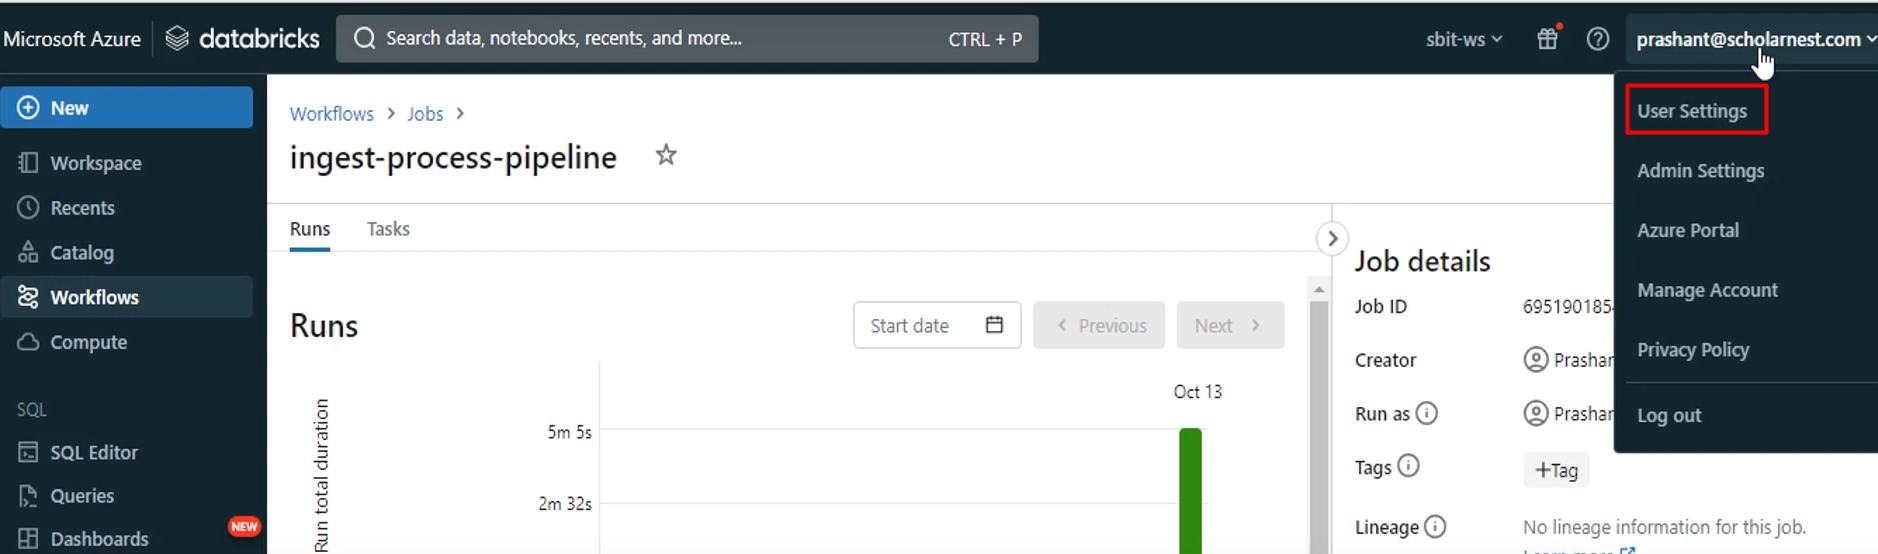 Microsoft Azure databricks Search data, notebooks, recents, and more... CTRL + P sbit-ws prashant@scholarnest.com
New
Workspace
Recents
Catalog
Workflows
Compute
SQL
SQL Editor
Queries
Dashboards NEW
Workflows > Jobs >
ingest-process-pipeline
Runs Tasks
Runs
Start date Previous Next
Oct 13
5m 5s
2m 32s
Run total duration
Job details
Job ID 695190185
Creator Prashan
Run as Prashan
Tags +Tag
Lineage No lineage information for this job.
Learn more
User Settings
Admin Settings
Azure Portal
Manage Account
Privacy Policy
Log out